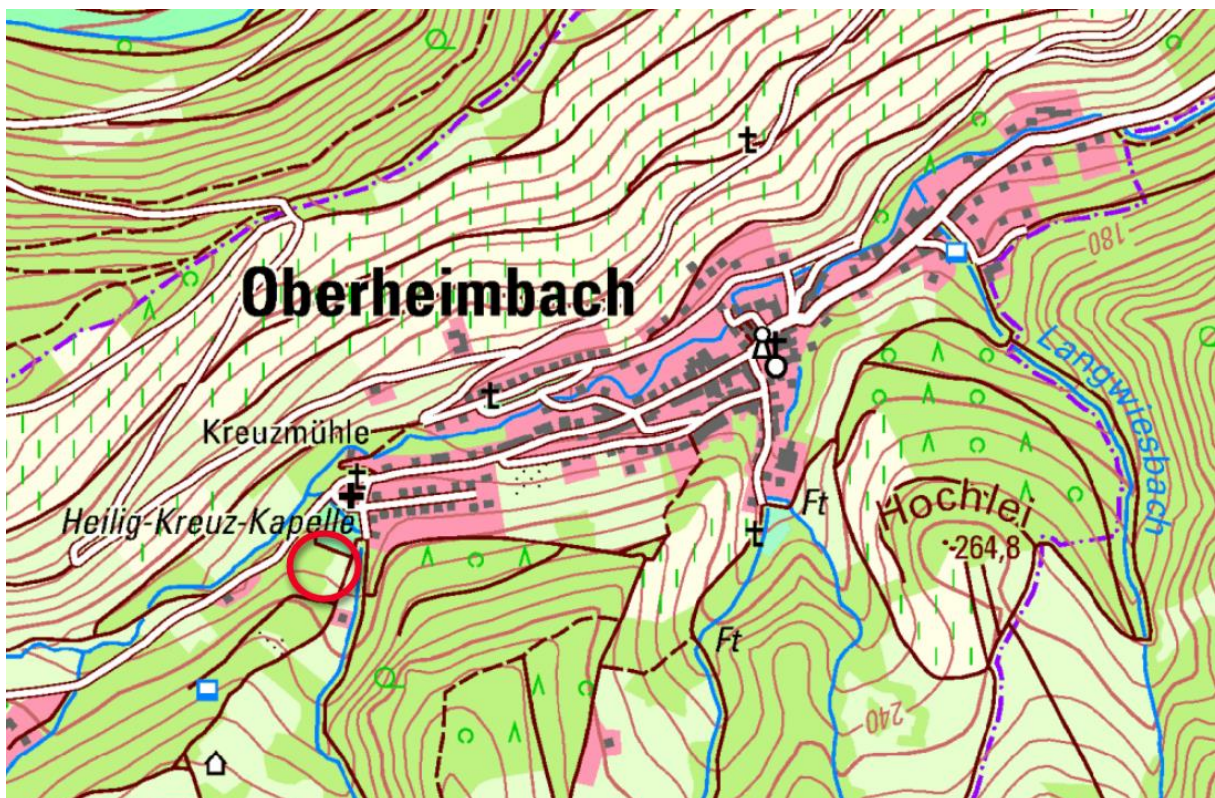 180
Oberheimbach
Langwiesbach
Kreuzmühle
Heilig-Kreuz-Kapelle
Ft
Hochlei
264,8
Ft
240